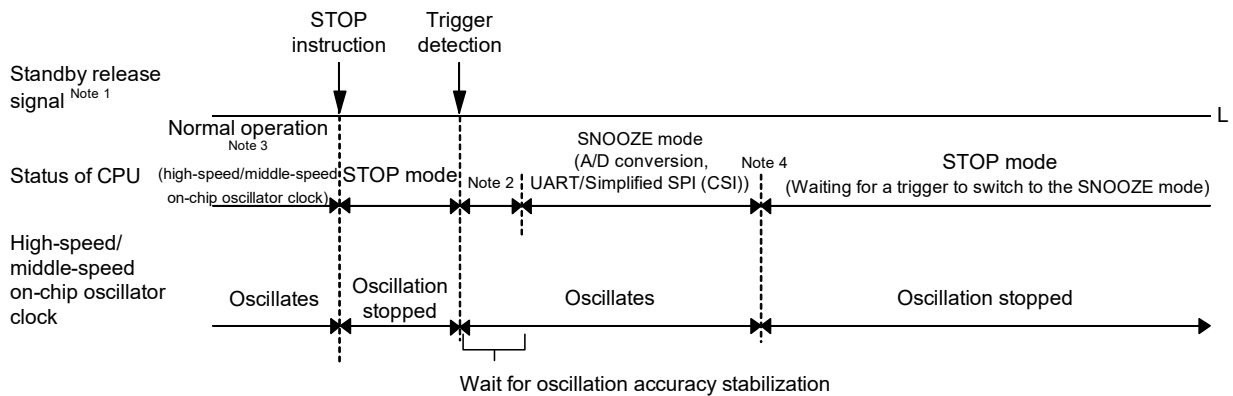 STOP
instruction
Trigger
detection
Standby release
signal Note 1
L
Normal operation
Note 3
(high-speed/middle-speed
on-chip oscillator clock)
Status of CPU
STOP mode
Note 2
SNOOZE mode
(A/D conversion,
UART/Simplified SPI (CSI))
Note 4
STOP mode
(Waiting for a trigger to switch to the SNOOZE mode)
High-speed/
middle-speed
on-chip oscillator
clock
Oscillates
Oscillation
stopped
Oscillates
Oscillation stopped
Wait for oscillation accuracy stabilization